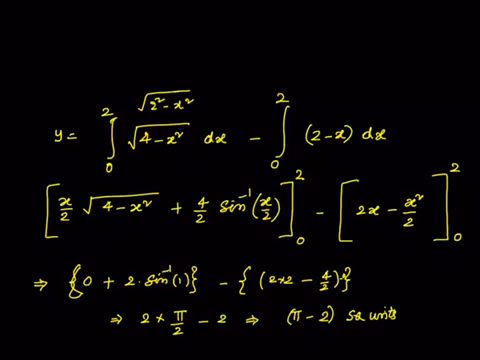 √(2² - x²)
y = ∫₀² √(4 - x²) dx - ∫₀² (2 - x) dx
[x/2 √(4 - x²) + 4/2 sin⁻¹(x/2)]₀² - [2x - x²/2]₀²
⇒ {0 + 2·sin⁻¹(1)} - {(2×2 - 4/2)}
⇒ 2 × π/2 - 2 ⇒ (π - 2) sq units